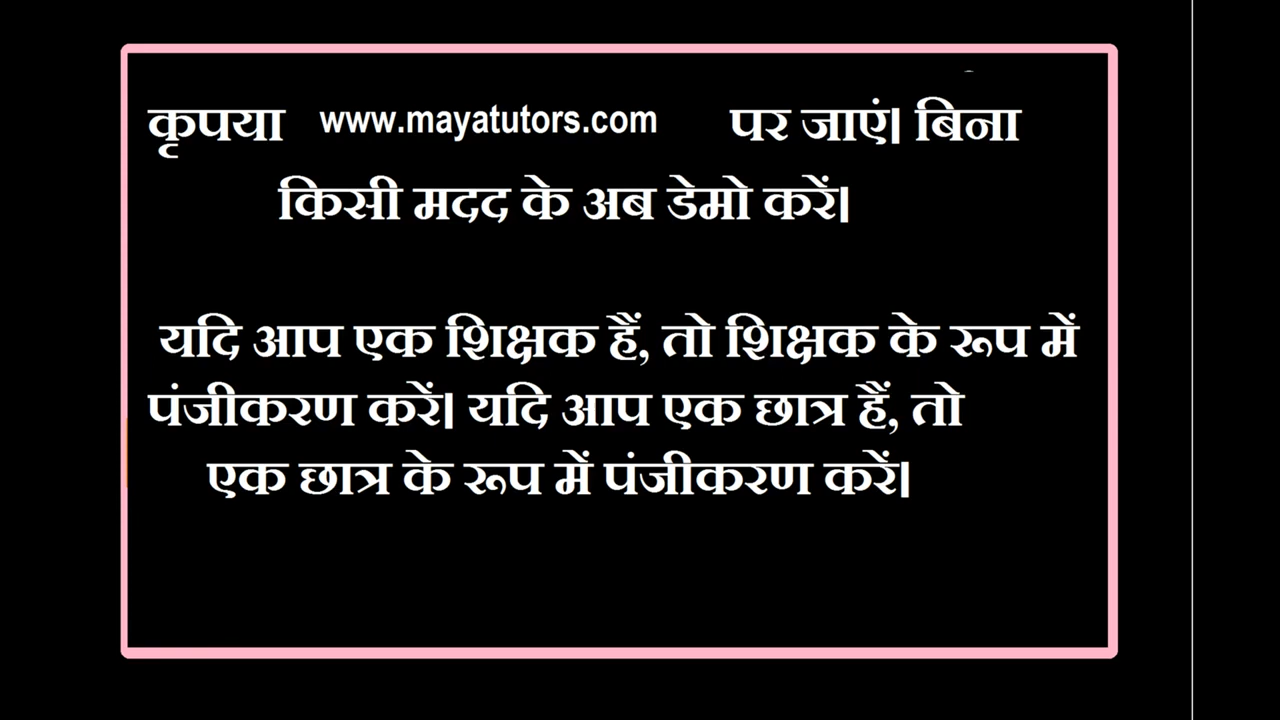 कृपया www.mayatutors.com पर जाएं। बिना
किसी मदद के अब डेमो करें।
यदि आप एक शिक्षक हैं, तो शिक्षक के रूप में
पंजीकरण करें। यदि आप एक छात्र हैं, तो
एक छात्र के रूप में पंजीकरण करें।